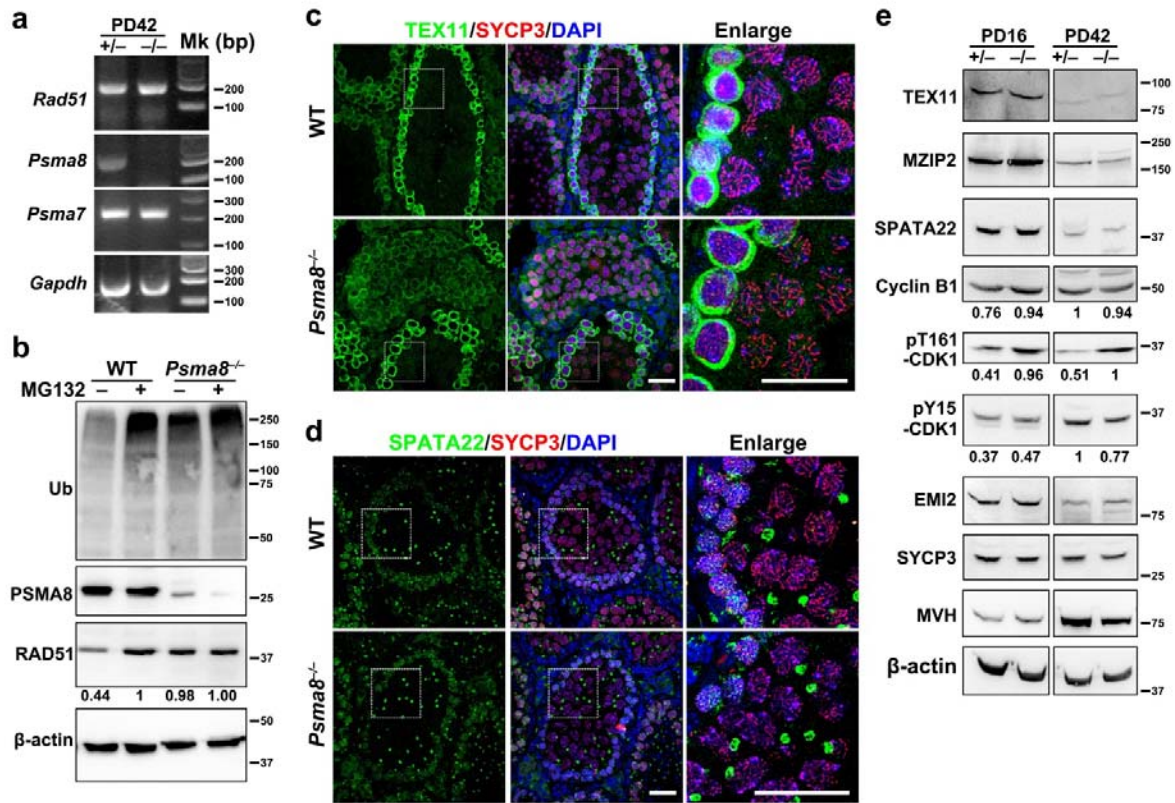 a
PD42
+/– –/– Mk (bp)
Rad51
200
100
Psma8
200
100
Psma7
300
200
100
Gapdh
300
200
100
b
WT Psma8–/–
MG132 – + – +
Ub
250
150
100
75
50
PSMA8
25
RAD51
37
0.44 1 0.98 1.00
β-actin
50
37
c
TEX11/SYCP3/DAPI Enlarge
WT
Psma8–/–
d
SPATA22/SYCP3/DAPI Enlarge
WT
Psma8–/–
e
PD16 PD42
+/– –/– +/– –/–
TEX11
100
75
MZIP2
250
150
SPATA22
37
Cyclin B1
50
0.76 0.94 1 0.94
pT161
-CDK1
37
0.41 0.96 0.51 1
pY15
-CDK1
37
0.37 0.47 1 0.77
EMI2
75
SYCP3
25
MVH
75
β-actin
37